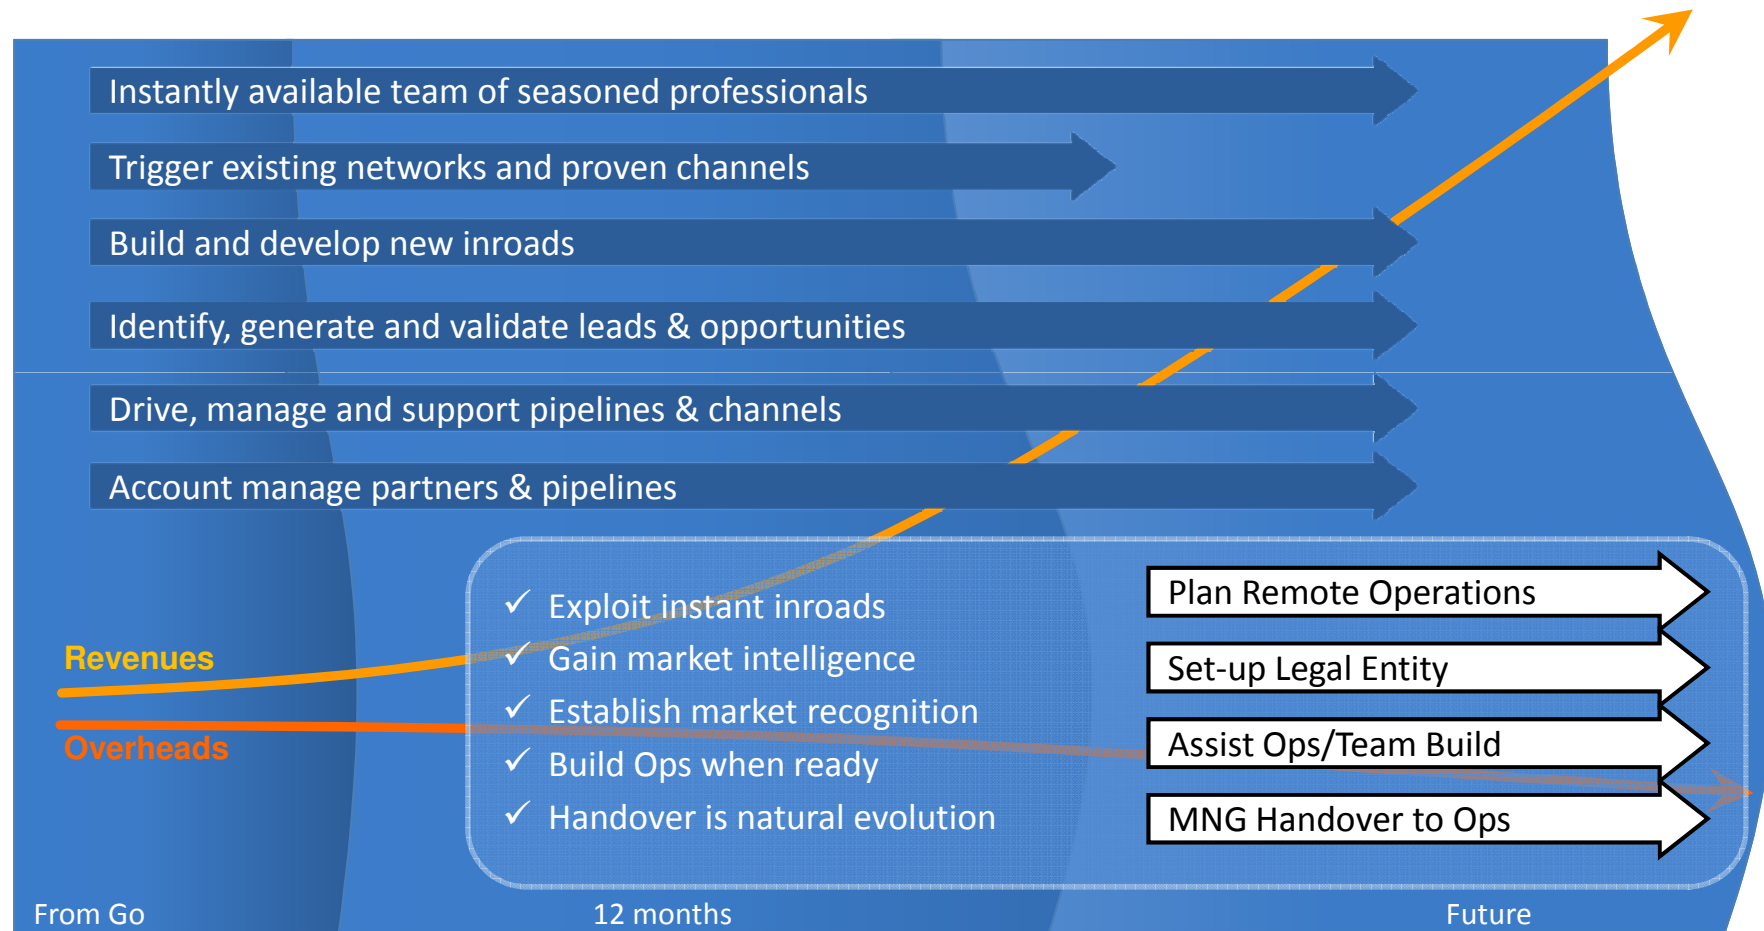 Instantly available team of seasoned professionals
Trigger existing networks and proven channels
Build and develop new inroads
Identify, generate and validate leads & opportunities
Drive, manage and support pipelines & channels
Account manage partners & pipelines
Revenues
Overheads
✓ Exploit instant inroads
✓ Gain market intelligence
✓ Establish market recognition
✓ Build Ops when ready
✓ Handover is natural evolution
Plan Remote Operations
Set-up Legal Entity
Assist Ops/Team Build
MNG Handover to Ops
From Go
12 months
Future